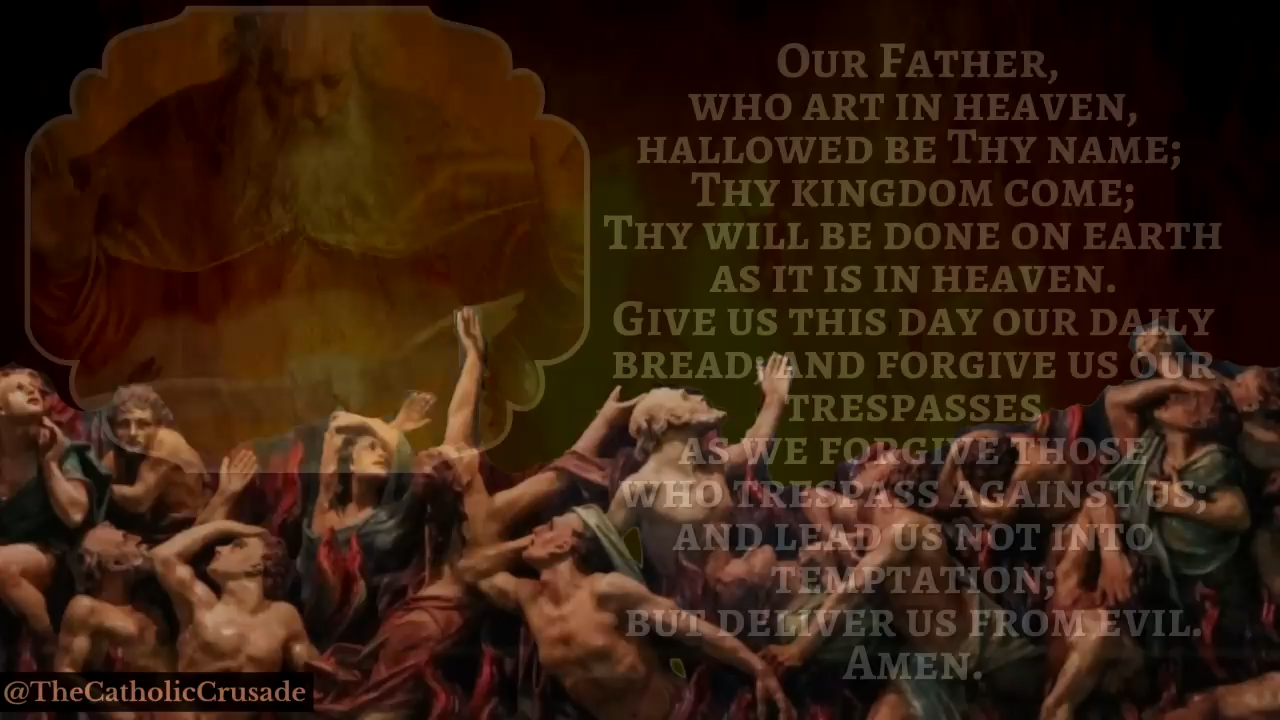 Our Father,
who art in heaven,
hallowed be Thy name;
Thy kingdom come;
Thy will be done on earth
as it is in heaven.
Give us this day our daily
bread; and forgive us our
trespasses
as we forgive those
who trespass against us;
and lead us not into
temptation;
but deliver us from evil.
Amen.
@TheCatholicCrusade